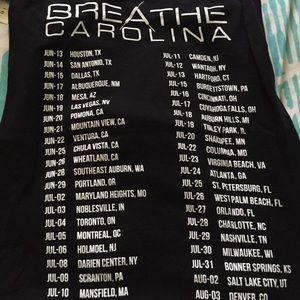 BREATHE
CAROLINA
JUN-13 HOUSTON, TX
JUN-14 SAN ANTONIO, TX
JUN-15 DALLAS, TX
JUN-17 ALBUQUERQUE, NM
JUN-18 MESA, AZ
JUN-19 LAS VEGAS, NV
JUN-20 POMONA, CA
JUN-21 MOUNTAIN VIEW, CA
JUN-22 VENTURA, CA
JUN-25 CHULA VISTA, CA
JUN-26 WHEATLAND, CA
JUN-28 SOUTHEAST AUBURN, WA
JUN-29 PORTLAND, OR
JUL-02 MARYLAND HEIGHTS, MO
JUL-03 NOBLESVILLE, IN
JUL-04 TORONTO, ON
JUL-05 MONTREAL, QC
JUL-06 HOLMDEL, NJ
JUL-08 DARIEN CENTER, NY
JUL-09 SCRANTON, PA
JUL-10 MANSFIELD, MA
JUL-11 CAMDEN, NJ
JUL-12 WANTAGH, NY
JUL-13 HARTFORD, CT
JUL-15 BURGETTSTOWN, PA
JUL-16 CINCINNATI, OH
JUL-17 CUYAHOGA FALLS, OH
JUL-18 AUBURN HILLS, MI
JUL-19 TINLEY PARK, IL
JUL-20 SHAKOPEE, MN
JUL-22 COLUMBIA, MD
JUL-23 VIRGINIA BEACH, VA
JUL-24 ATLANTA, GA
JUL-25 ST. PETERSBURG, FL
JUL-26 WEST PALM BEACH, FL
JUL-27 ORLANDO, FL
JUL-28 CHARLOTTE, NC
JUL-29 NASHVILLE, TN
JUL-30 MILWAUKEE, WI
JUL-31 BONNER SPRINGS, KS
AUG-02 SALT LAKE CITY, UT
AUG-03 DENVER, CO